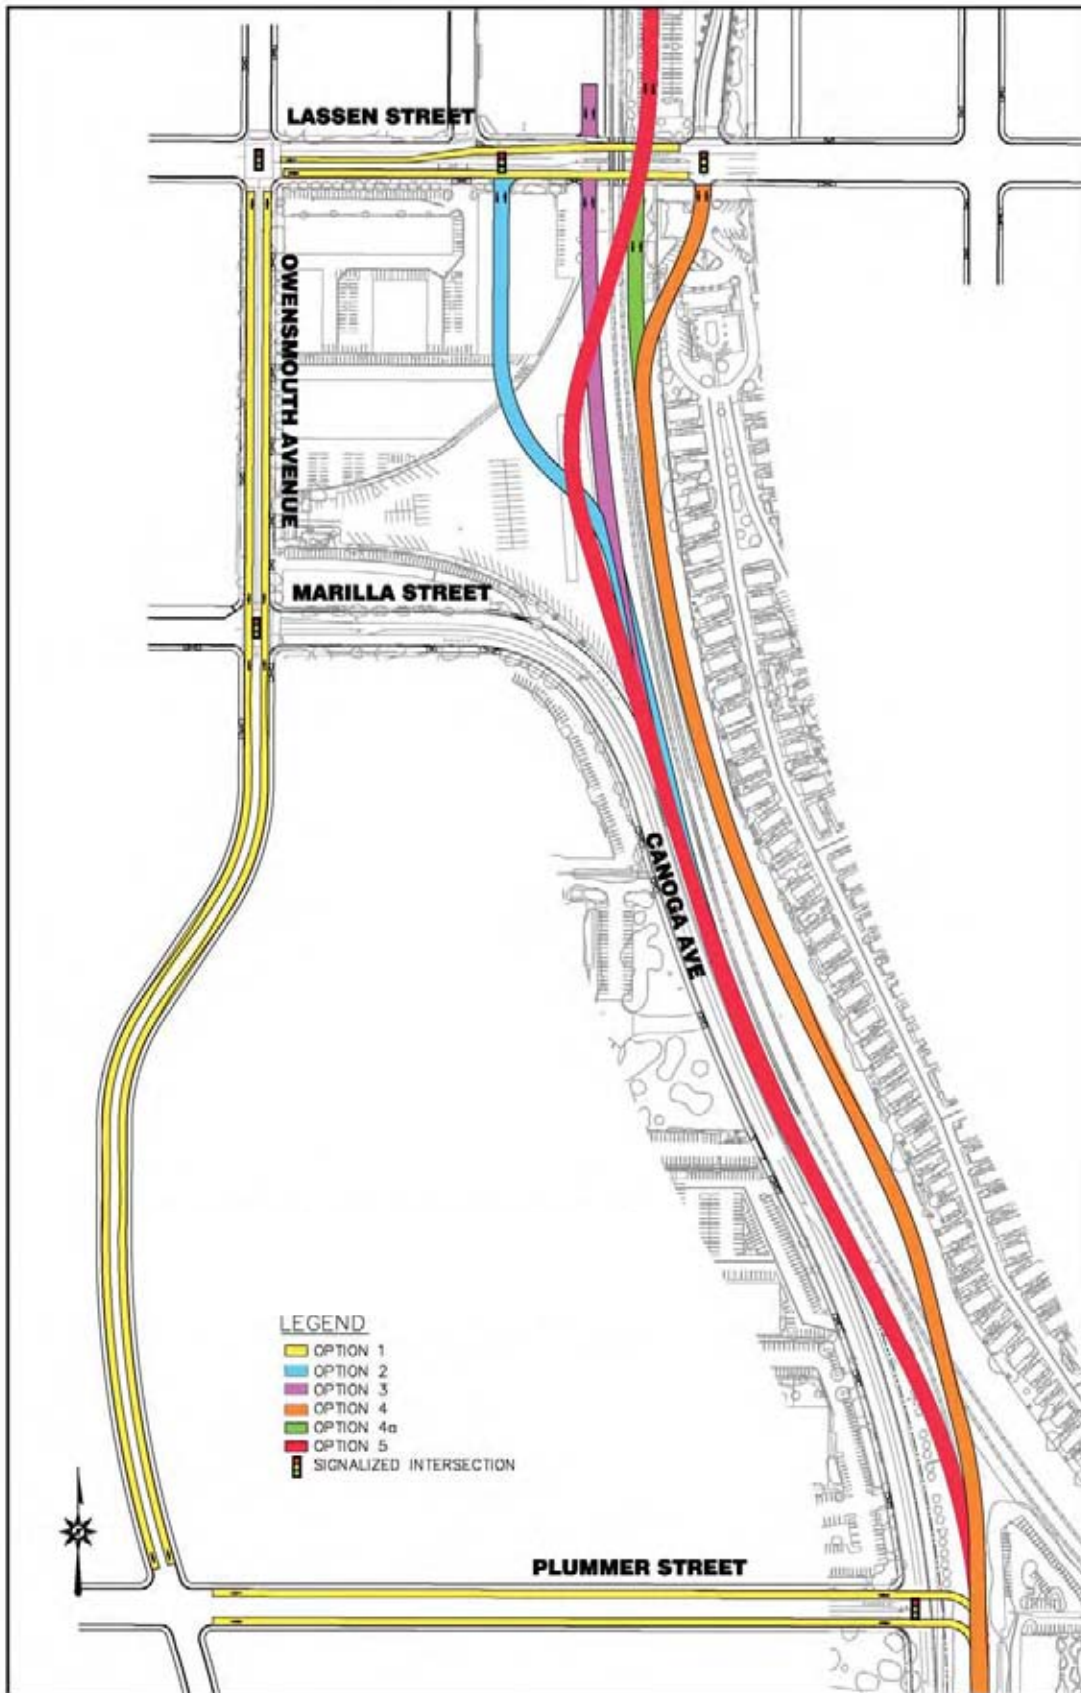 LASSEN STREET
OWENSMOUTH AVENUE
MARILLA STREET
CANOGA AVE
LEGEND
OPTION 1
OPTION 2
OPTION 3
OPTION 4
OPTION 4a
OPTION 5
SIGNALIZED INTERSECTION
PLUMMER STREET